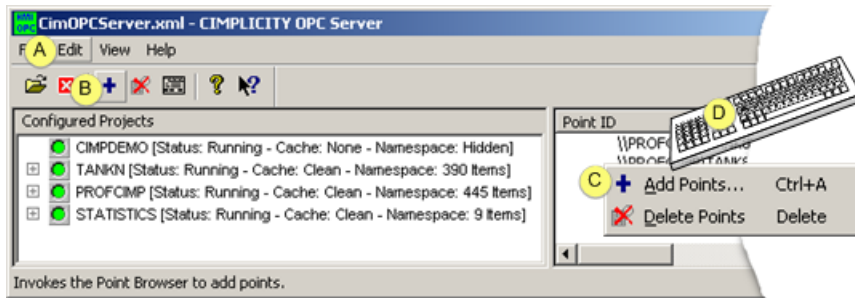 HMI
OPC
CimOPCServer.xml - CIMPLICITY OPC Server
A Edit View Help
B
Configured Projects
CIMPDEMO [Status: Running - Cache: None - Namespace: Hidden]
TANKN [Status: Running - Cache: Clean - Namespace: 390 Items]
PROFCIMP [Status: Running - Cache: Clean - Namespace: 445 Items]
STATISTICS [Status: Running - Cache: Clean - Namespace: 9 Items]
Point ID
D
C
Add Points... Ctrl+A
Delete Points Delete
Invokes the Point Browser to add points.